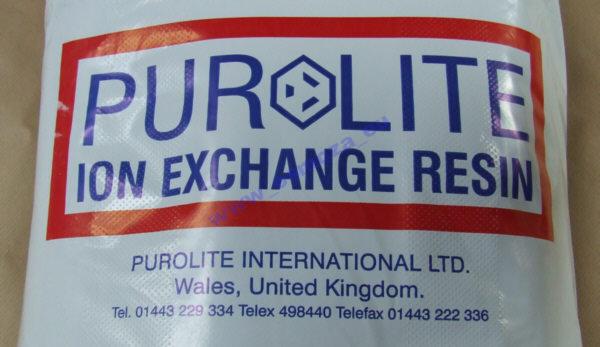 PUROLITE
ION EXCHANGE RESIN
PUROLITE INTERNATIONAL LTD.
Wales, United Kingdom.
Tel. 01443 229 334 Telex 498440 Telefax 01443 222 336